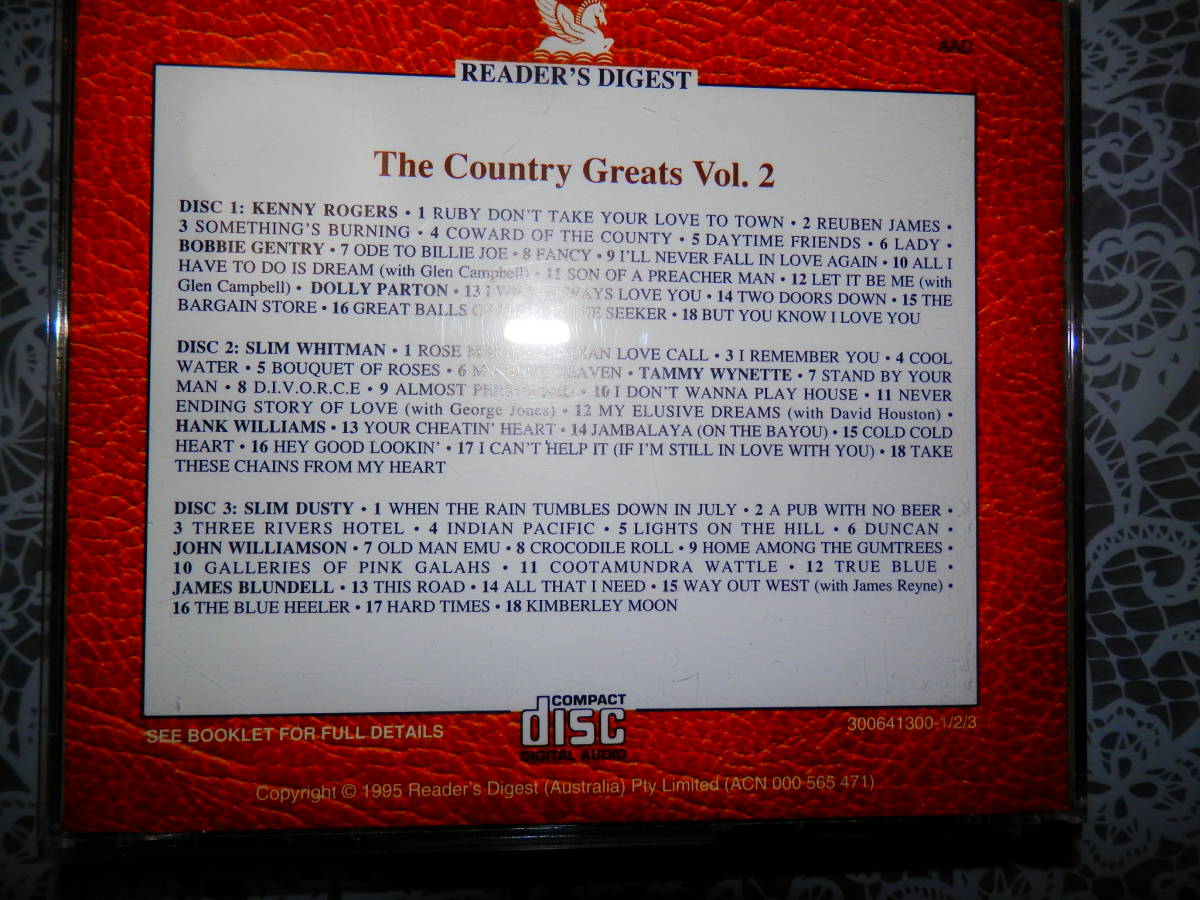 AAD
READER'S DIGEST
The Country Greats Vol. 2
DISC 1: KENNY ROGERS • 1 RUBY DON'T TAKE YOUR LOVE TO TOWN • 2 REUBEN JAMES •
3 SOMETHING'S BURNING • 4 COWARD OF THE COUNTY • 5 DAYTIME FRIENDS • 6 LADY •
BOBBIE GENTRY • 7 ODE TO BILLIE JOE • 8 FANCY • 9 I'LL NEVER FALL IN LOVE AGAIN • 10 ALL I
HAVE TO DO IS DREAM (with Glen Campbell) • 11 SON OF A PREACHER MAN • 12 LET IT BE ME (with
Glen Campbell) • DOLLY PARTON • 13 I WILL ALWAYS LOVE YOU • 14 TWO DOORS DOWN • 15 THE
BARGAIN STORE • 16 GREAT BALLS SEEKER • 18 BUT YOU KNOW I LOVE YOU
DISC 2: SLIM WHITMAN • 1 ROSE LOVE CALL • 3 I REMEMBER YOU • 4 COOL
WATER • 5 BOUQUET OF ROSES • 6 HEAVEN • TAMMY WYNETTE • 7 STAND BY YOUR
MAN • 8 D.I.V.O.R.C.E • 9 ALMOST • 10 I DON'T WANNA PLAY HOUSE • 11 NEVER
ENDING STORY OF LOVE (with George Jones) • 12 MY ELUSIVE DREAMS (with David Houston) •
HANK WILLIAMS • 13 YOUR CHEATIN' HEART • 14 JAMBALAYA (ON THE BAYOU) • 15 COLD COLD
HEART • 16 HEY GOOD LOOKIN' • 17 I CAN'T HELP IT (IF I'M STILL IN LOVE WITH YOU) • 18 TAKE
THESE CHAINS FROM MY HEART
DISC 3: SLIM DUSTY • 1 WHEN THE RAIN TUMBLES DOWN IN JULY • 2 A PUB WITH NO BEER •
3 THREE RIVERS HOTEL • 4 INDIAN PACIFIC • 5 LIGHTS ON THE HILL • 6 DUNCAN •
JOHN WILLIAMSON • 7 OLD MAN EMU • 8 CROCODILE ROLL • 9 HOME AMONG THE GUMTREES •
10 GALLERIES OF PINK GALAHS • 11 COOTAMUNDRA WATTLE • 12 TRUE BLUE •
JAMES BLUNDELL • 13 THIS ROAD • 14 ALL THAT I NEED • 15 WAY OUT WEST (with James Reyne) •
16 THE BLUE HEELER • 17 HARD TIMES • 18 KIMBERLEY MOON
SEE BOOKLET FOR FULL DETAILS
COMPACT
disc
DIGITAL AUDIO
300641300-1/2/3
Copyright © 1995 Reader's Digest (Australia) Pty Limited (ACN 000 565 471)